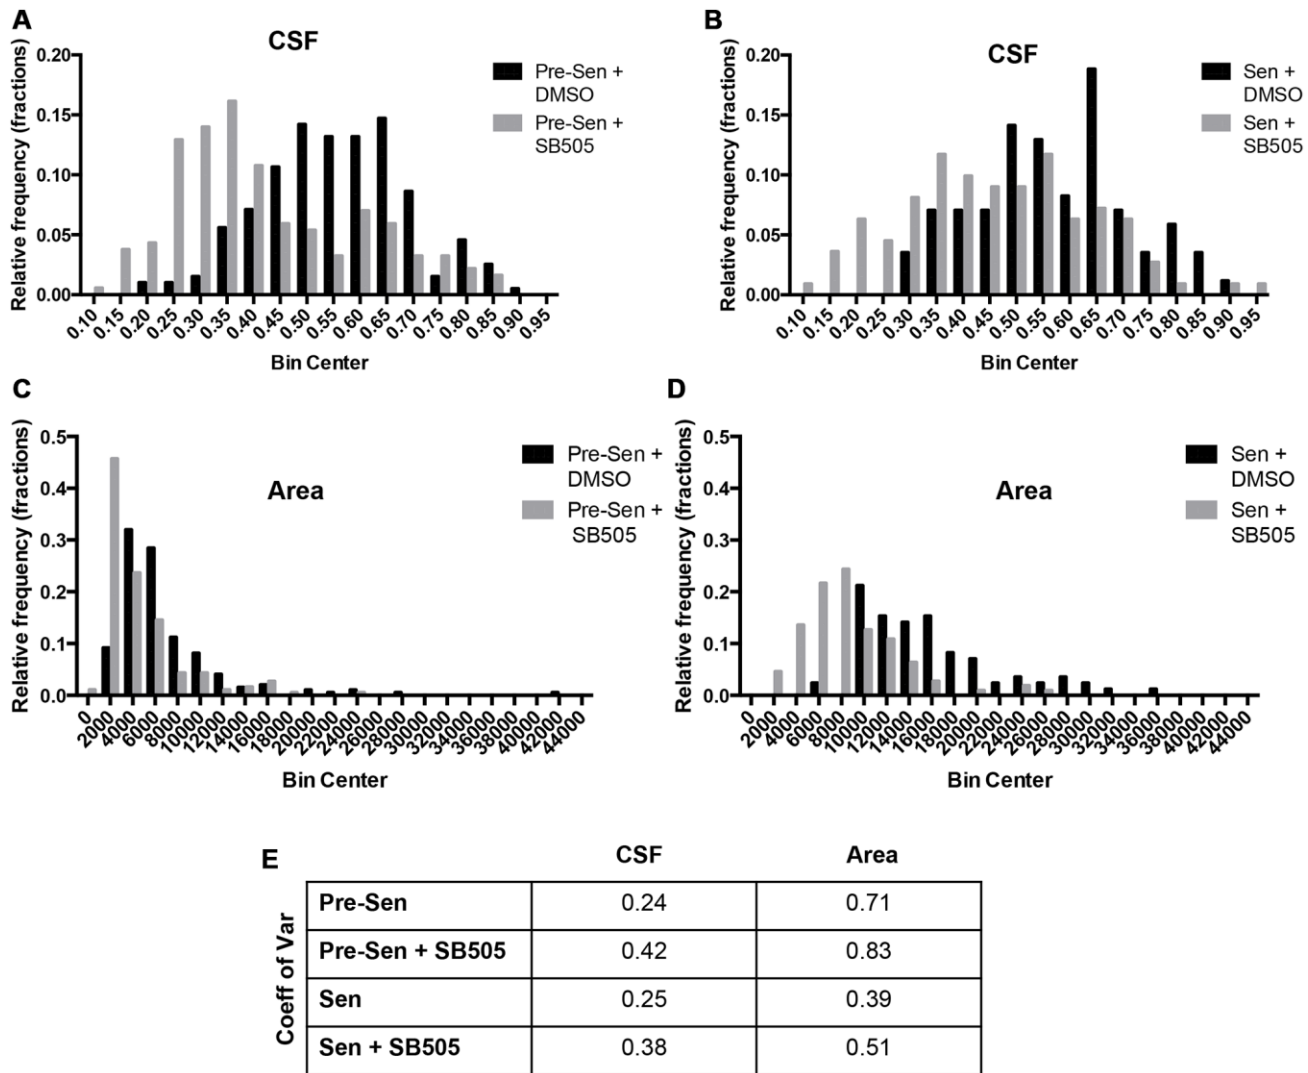 A
CSF
Relative frequency (fractions)
0.20
0.15
0.10
0.05
0.00
Pre-Sen +
DMSO
Pre-Sen +
SB505
0.10 0.15 0.20 0.25 0.30 0.35 0.40 0.45 0.50 0.55 0.60 0.65 0.70 0.75 0.80 0.85 0.90 0.95
Bin Center
B
CSF
Relative frequency (fractions)
0.20
0.15
0.10
0.05
0.00
Sen +
DMSO
Sen +
SB505
0.10 0.15 0.20 0.25 0.30 0.35 0.40 0.45 0.50 0.55 0.60 0.65 0.70 0.75 0.80 0.85 0.90 0.95
Bin Center
C
Area
Relative frequency (fractions)
0.5
0.4
0.3
0.2
0.1
0.0
Pre-Sen +
DMSO
Pre-Sen +
SB505
0 2000 4000 6000 8000 10000 12000 14000 16000 18000 20000 22000 24000 26000 28000 30000 32000 34000 36000 38000 40000 42000 44000
Bin Center
D
Area
Relative frequency (fractions)
0.5
0.4
0.3
0.2
0.1
0.0
Sen +
DMSO
Sen +
SB505
0 2000 4000 6000 8000 10000 12000 14000 16000 18000 20000 22000 24000 26000 28000 30000 32000 34000 36000 38000 40000 42000 44000
Bin Center
E
CSF Area
Coeff of Var
Pre-Sen 0.24 0.71
Pre-Sen + SB505 0.42 0.83
Sen 0.25 0.39
Sen + SB505 0.38 0.51